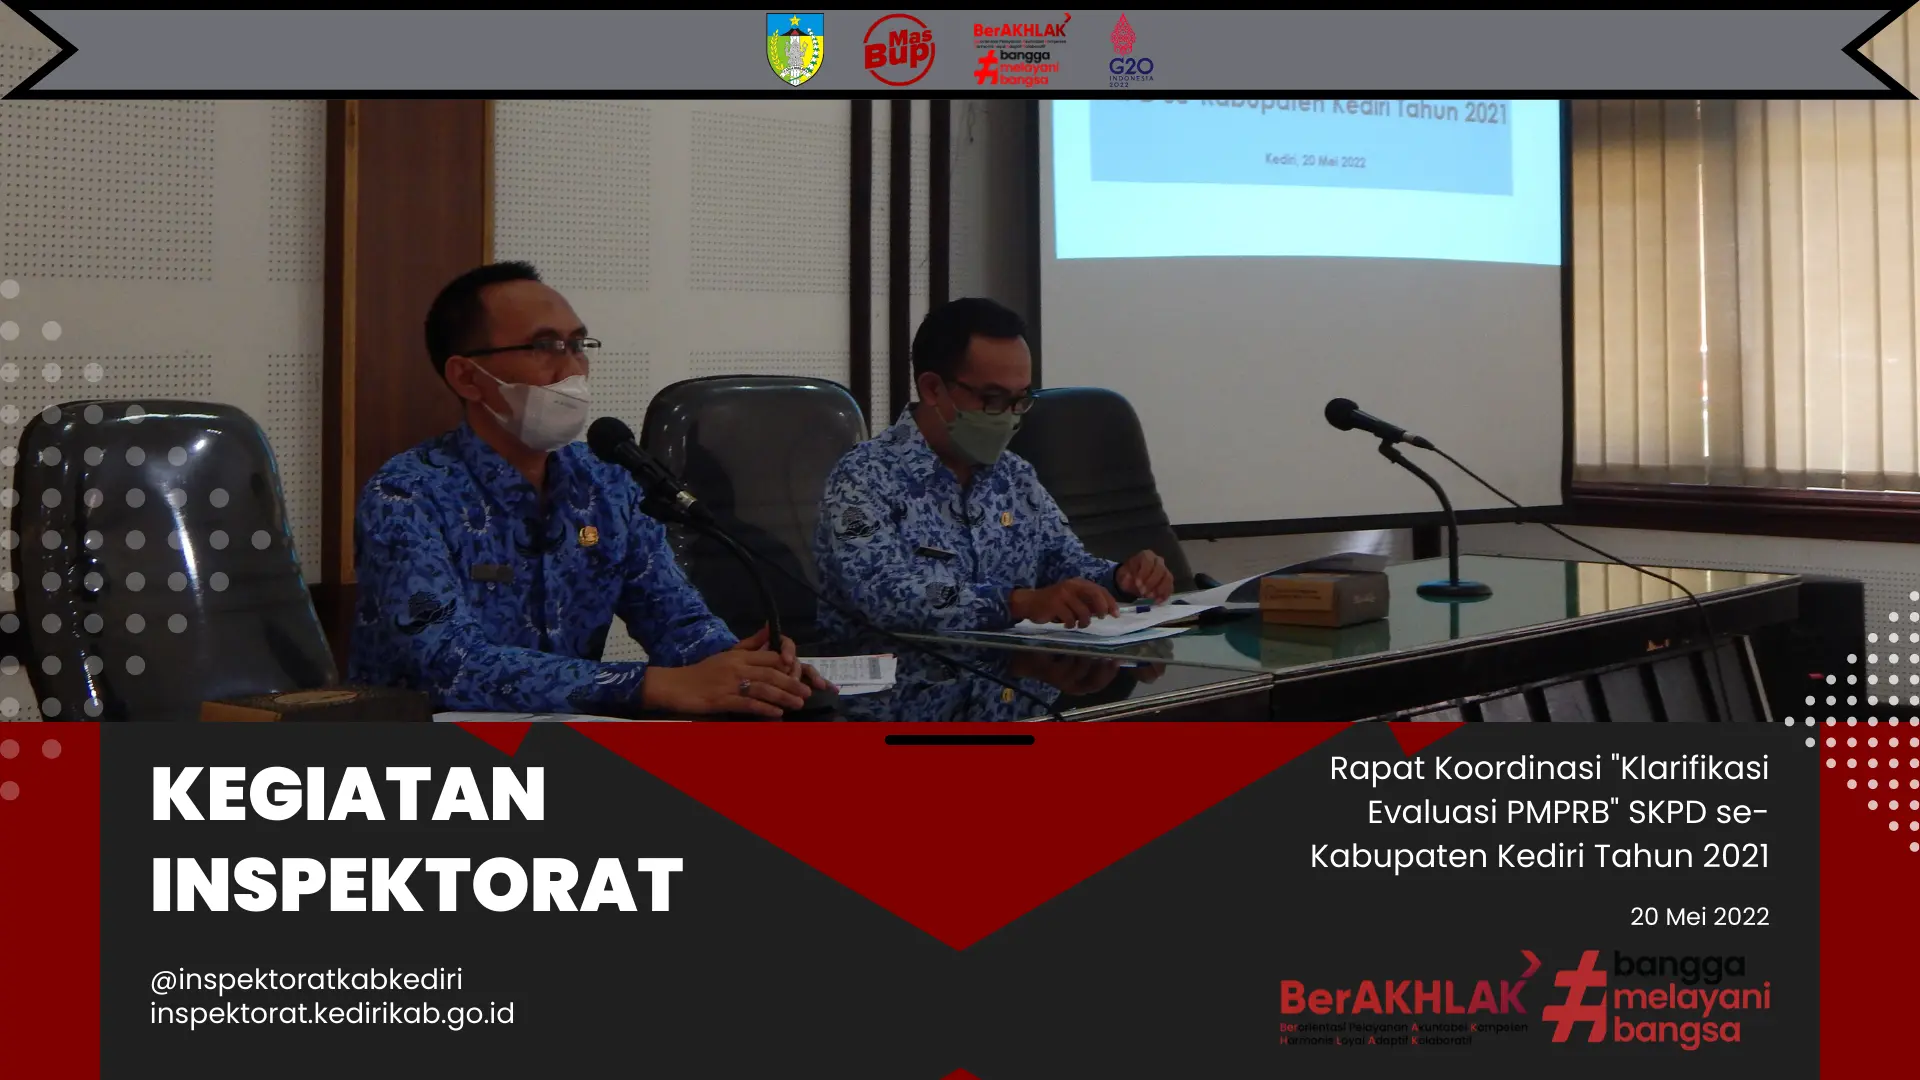 Mas
Bup
BerAKHLAK
#bangga
melayani
bangsa
G20
INDONESIA
2022
Kabupaten Kediri Tahun 2021
Kediri, 20 Mei 2022
KEGIATAN
INSPEKTORAT
@inspektoratkabkediri
inspektorat.kedirikab.go.id
Rapat Koordinasi "Klarifikasi
Evaluasi PMPRB" SKPD se-
Kabupaten Kediri Tahun 2021
20 Mei 2022
BerAKHLAK
Berorientasi Pelayanan Akuntabel Kompeten
Harmonis Loyal Adaptif Kolaboratif
#bangga
melayani
bangsa